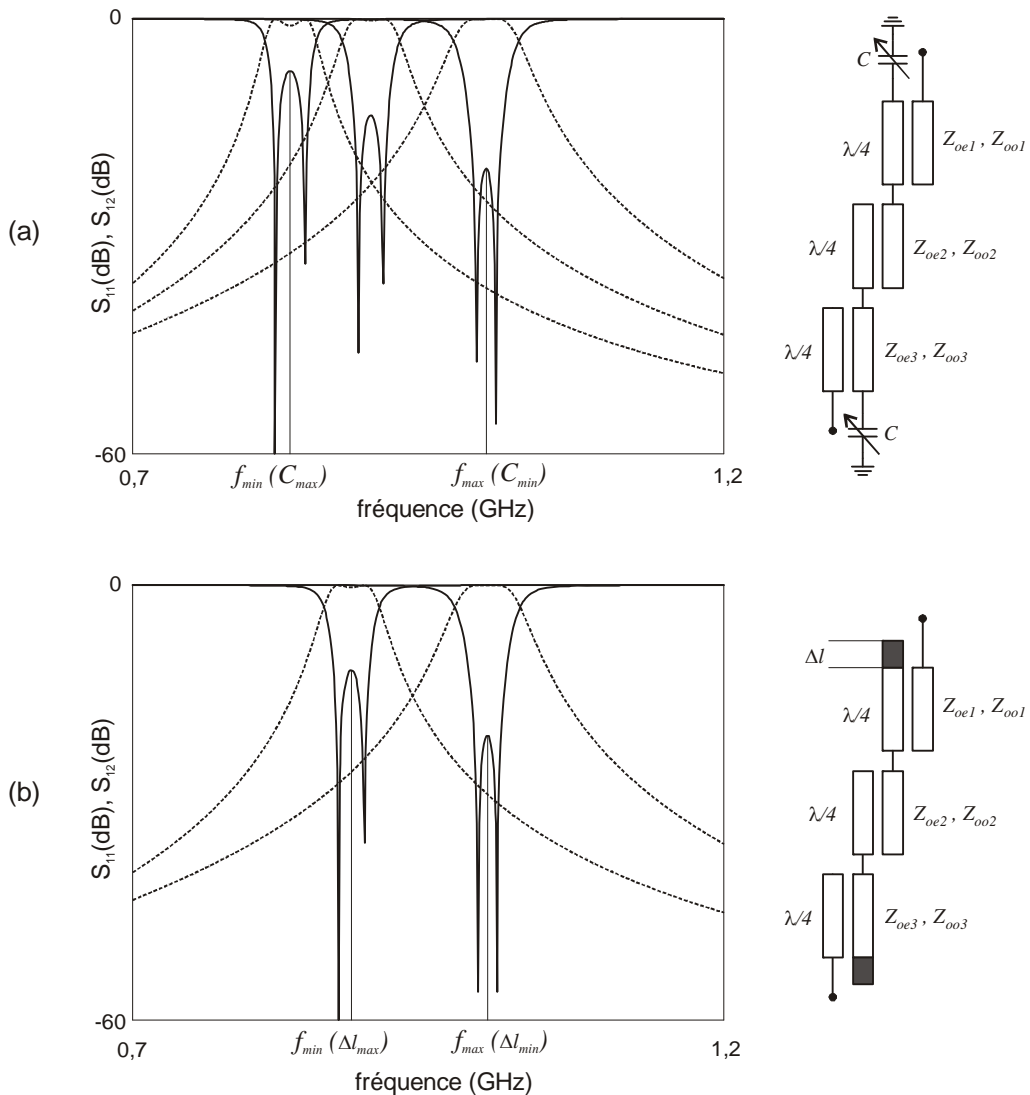 (a)
S11(dB), S12(dB)
0
-60
0,7
fmin (Cmax)
fmax (Cmin)
1,2
fréquence (GHz)
C
λ/4
Zoe1 , Zoo1
λ/4
Zoe2 , Zoo2
λ/4
Zoe3 , Zoo3
C
(b)
S11(dB), S12(dB)
0
-60
0,7
fmin (Δlmax)
fmax (Δlmin)
1,2
fréquence (GHz)
Δl
λ/4
Zoe1 , Zoo1
λ/4
Zoe2 , Zoo2
λ/4
Zoe3 , Zoo3